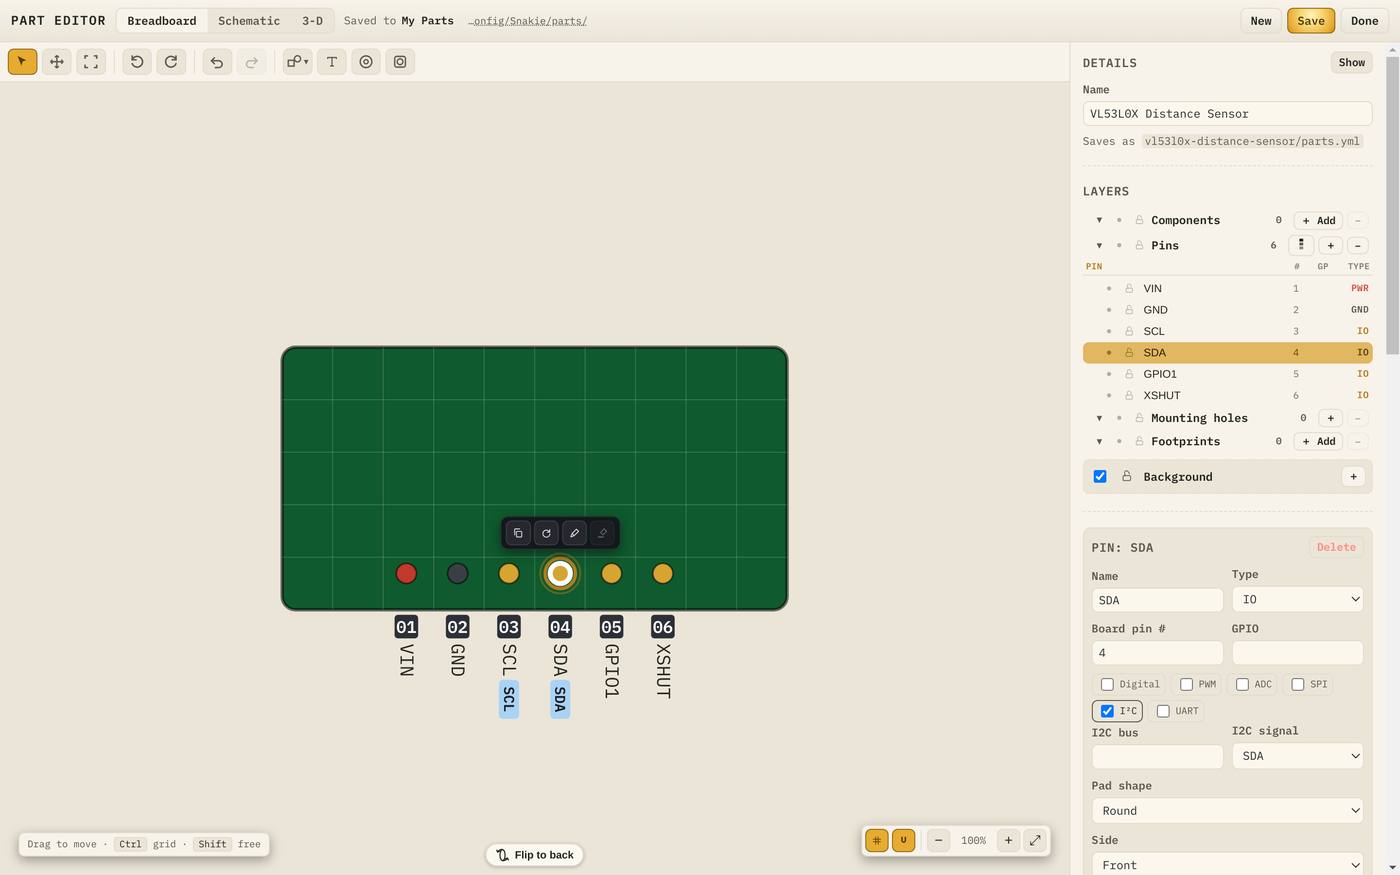 PART EDITOR Breadboard Schematic 3-D Saved to My Parts …onfig/Snakie/parts/ New Save Done
DETAILS Show
Name
VL53L0X Distance Sensor
Saves as vl53l0x-distance-sensor/parts.yml
LAYERS
Components 0 + Add −
Pins 6 + −
PIN # GP TYPE
VIN 1 PWR
GND 2 GND
SCL 3 IO
SDA 4 IO
GPIO1 5 IO
XSHUT 6 IO
Mounting holes 0 + −
Footprints 0 + Add −
Background +
PIN: SDA Delete
Name Type
SDA IO
Board pin # GPIO
4
Digital PWM ADC SPI
I²C UART
I2C bus I2C signal
SDA
Pad shape
Round
Side
Front
01 02 03 04 05 06
VIN GND SCL SDA GPIO1 XSHUT
SCL SDA
Drag to move · Ctrl grid · Shift free
Flip to back
− 100% +